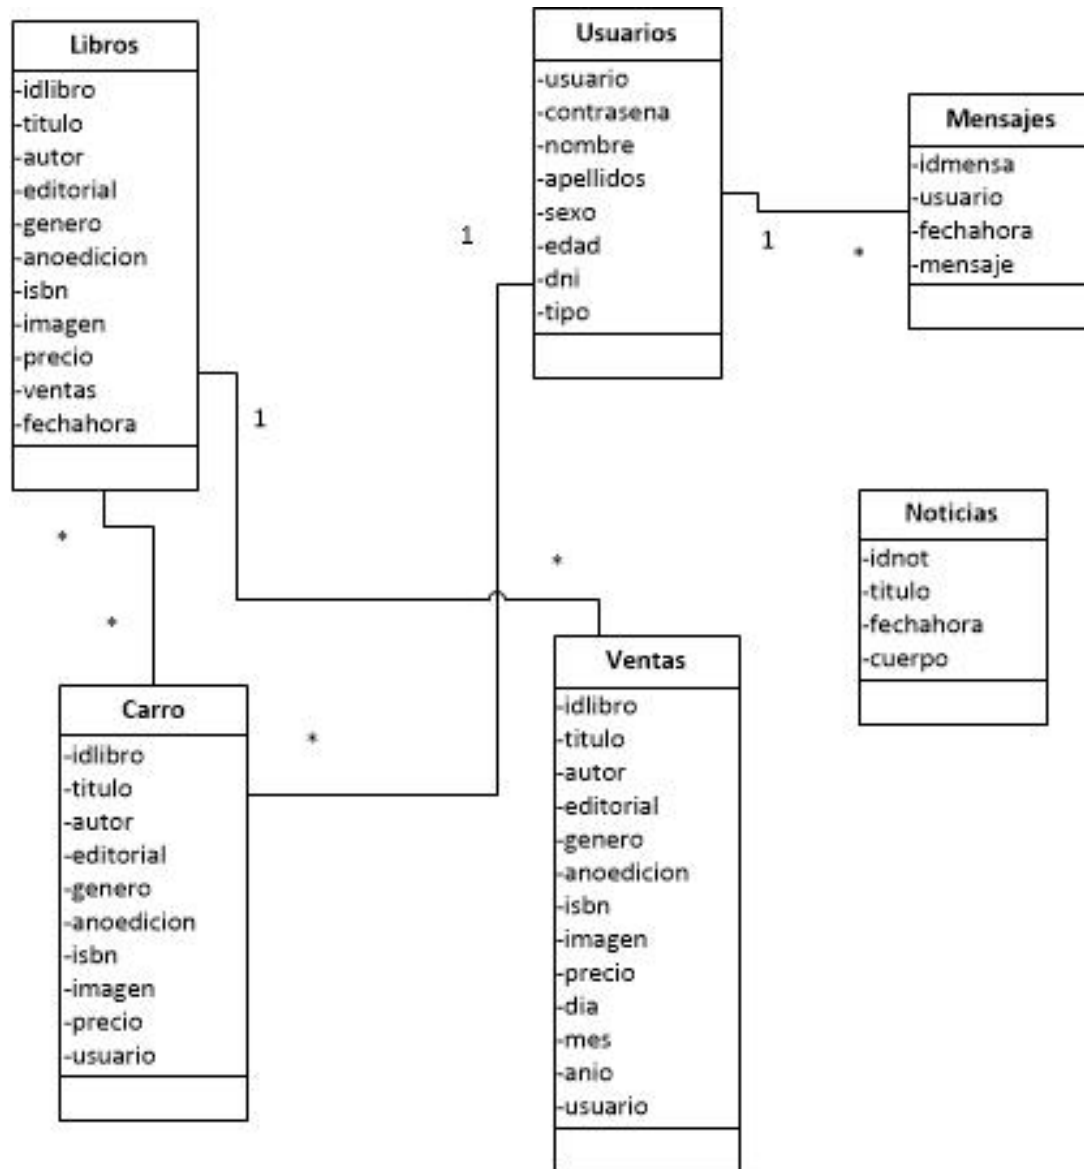 Libros
-idlibro
-titulo
-autor
-editorial
-genero
-anoedicion
-isbn
-imagen
-precio
-ventas
-fechahora
Usuarios
-usuario
-contrasena
-nombre
-apellidos
-sexo
-edad
-dni
-tipo
Mensajes
-idmensa
-usuario
-fechahora
-mensaje
1
1
*
1
*
*
*
*
Noticias
-idnot
-titulo
-fechahora
-cuerpo
Carro
-idlibro
-titulo
-autor
-editorial
-genero
-anoedicion
-isbn
-imagen
-precio
-usuario
Ventas
-idlibro
-titulo
-autor
-editorial
-genero
-anoedicion
-isbn
-imagen
-precio
-dia
-mes
-anio
-usuario